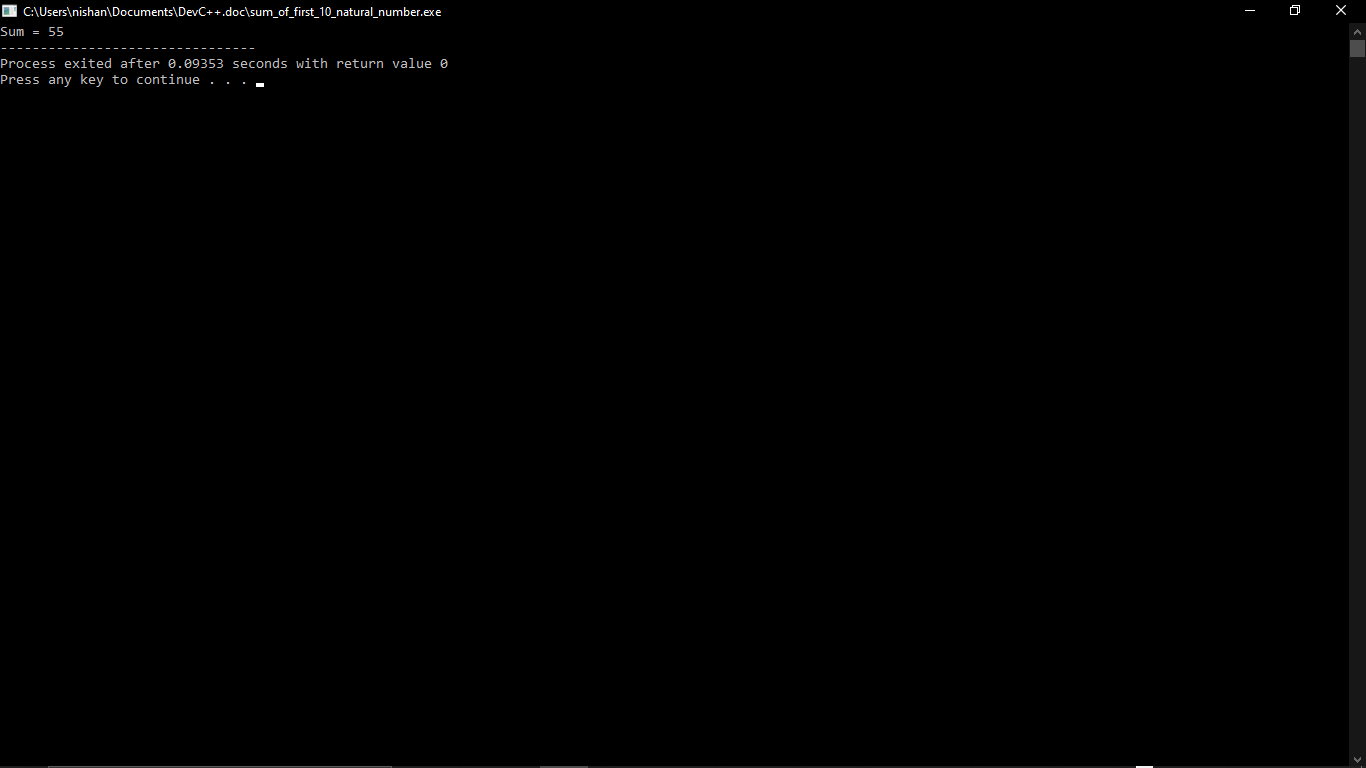 C:\Users\nishan\Documents\DevC++.doc\sum_of_first_10_natural_number.exe
Sum = 55
--------------------------------
Process exited after 0.09353 seconds with return value 0
Press any key to continue . . .